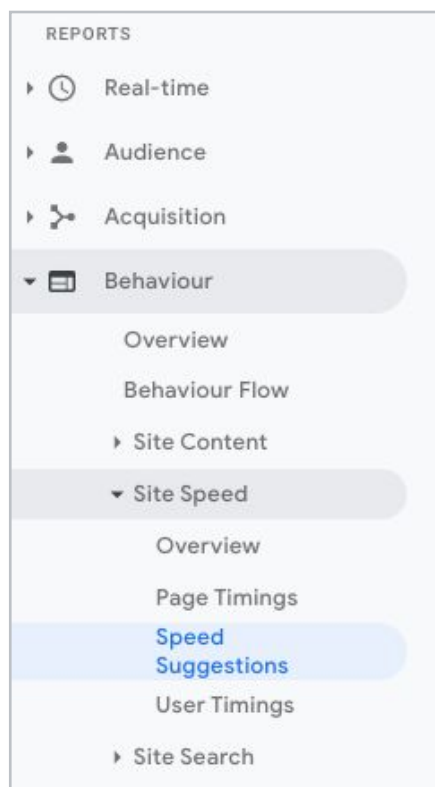 REPORTS
Real-time
Audience
Acquisition
Behaviour
Overview
Behaviour Flow
Site Content
Site Speed
Overview
Page Timings
Speed
Suggestions
User Timings
Site Search